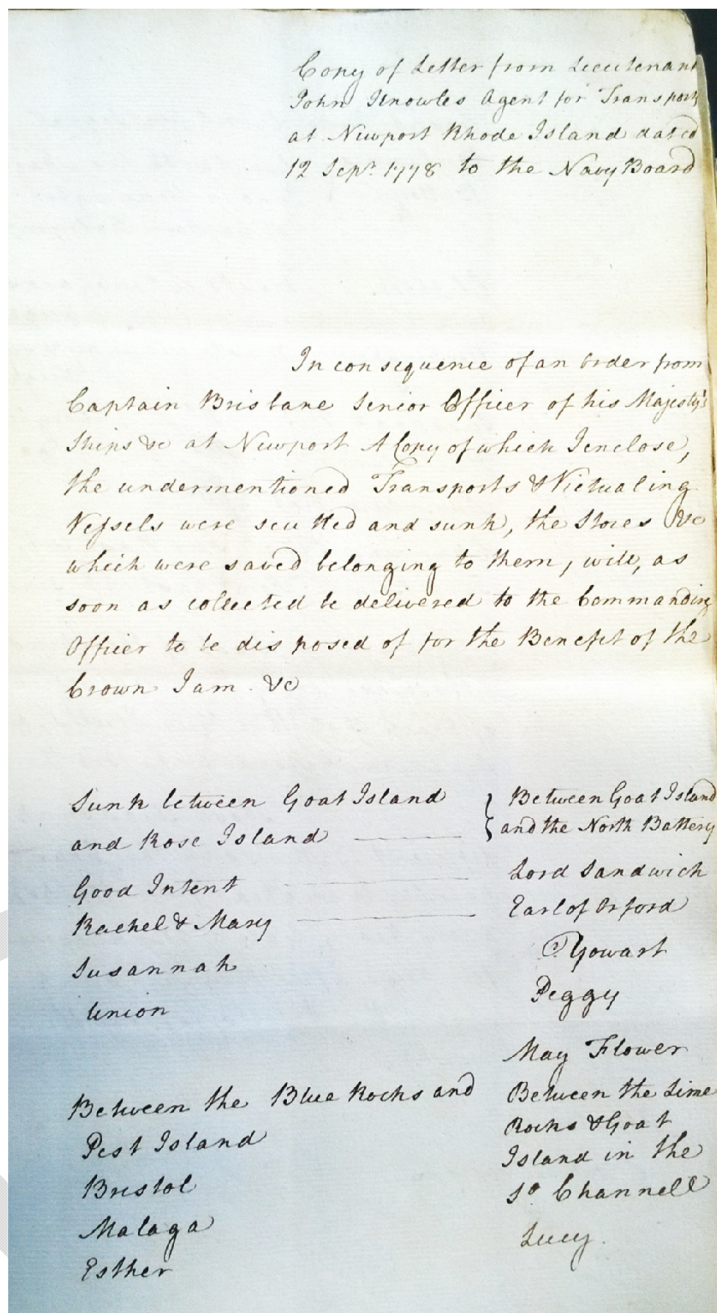 Copy of Letter from Lieutenant
John Knowles Agent for Transports
at Newport Rhode Island dated
12 Sepr. 1778 to the Navy Board
In consequence of an order from
Captain Brisbane Senior Officer of his Majesty's
Ships &c at Newport A Copy of which I enclose,
the undermentioned Transports & Victualing
Vessels were scutled and sunk, the Stores &c
which were saved belonging to them, will, as
soon as collected be delivered to the Commanding
Officer to be disposed of for the Benefit of the
Crown I am &c
Sunk between Goat Island
and Rose Island
Good Intent
Rachel & Mary
Susannah
Union
Between the Blue Rocks and
Pest Island
Bristol
Malaga
Esther
Between Goat Island
and the North Battery
Lord Sandwich
Earl of Orford
Yowart
Peggy
May Flower
Between the Lime
Rocks & Goat
Island in the
So Channell
Lucy.